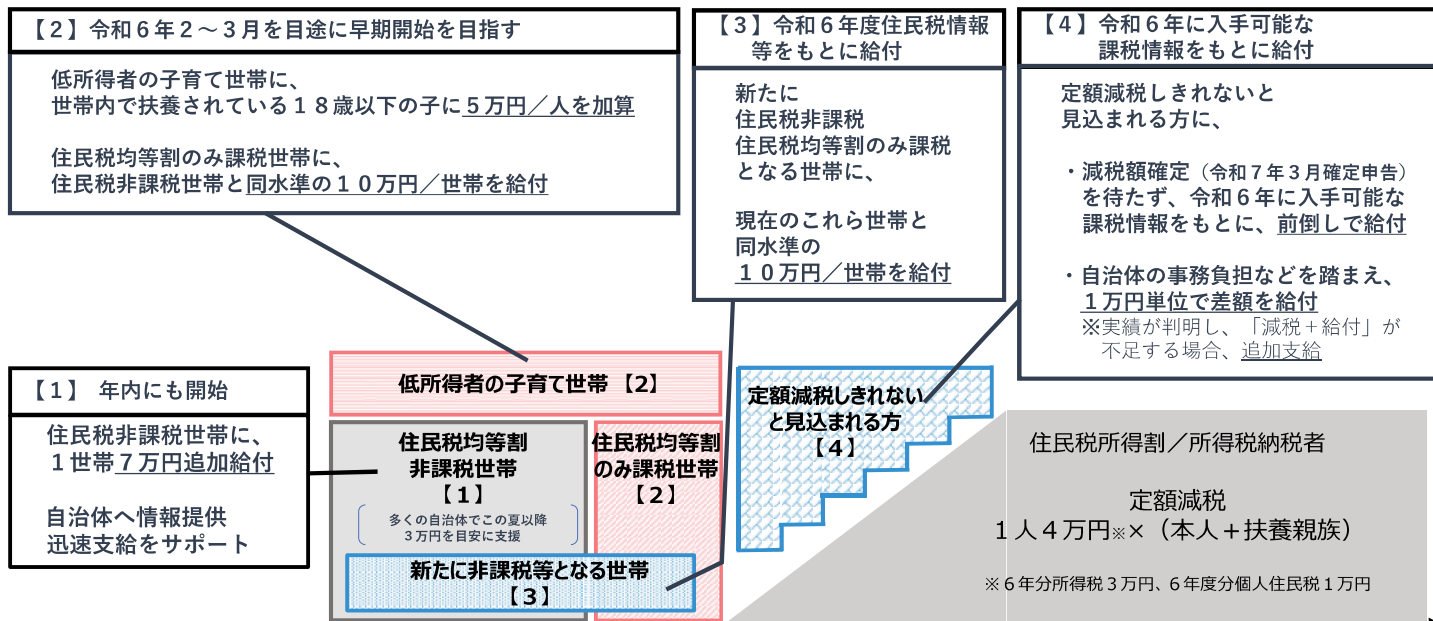 【２】令和６年２～３月を目途に早期開始を目指す
低所得者の子育て世帯に、
世帯内で扶養されている１８歳以下の子に５万円／人を加算
住民税均等割のみ課税世帯に、
住民税非課税世帯と同水準の１０万円／世帯を給付
【３】令和６年度住民税情報
等をもとに給付
新たに
住民税非課税
住民税均等割のみ課税
となる世帯に、
現在のこれら世帯と
同水準の
１０万円／世帯を給付
【４】令和６年に入手可能な
課税情報をもとに給付
定額減税しきれないと
見込まれる方に、
・減税額確定（令和７年３月確定申告）
を待たず、令和６年に入手可能な
課税情報をもとに、前倒しで給付
・自治体の事務負担などを踏まえ、
１万円単位で差額を給付
※実績が判明し、「減税＋給付」が
不足する場合、追加支給
【１】 年内にも開始
住民税非課税世帯に、
１世帯７万円追加給付
自治体へ情報提供
迅速支給をサポート
低所得者の子育て世帯【２】
住民税均等割
非課税世帯
【１】
多くの自治体でこの夏以降
３万円を目安に支援
住民税均等割
のみ課税世帯
【２】
新たに非課税等となる世帯
【３】
定額減税しきれない
と見込まれる方
【４】
住民税所得割／所得税納税者
定額減税
１人４万円※×（本人＋扶養親族）
※６年分所得税３万円、６年度分個人住民税１万円